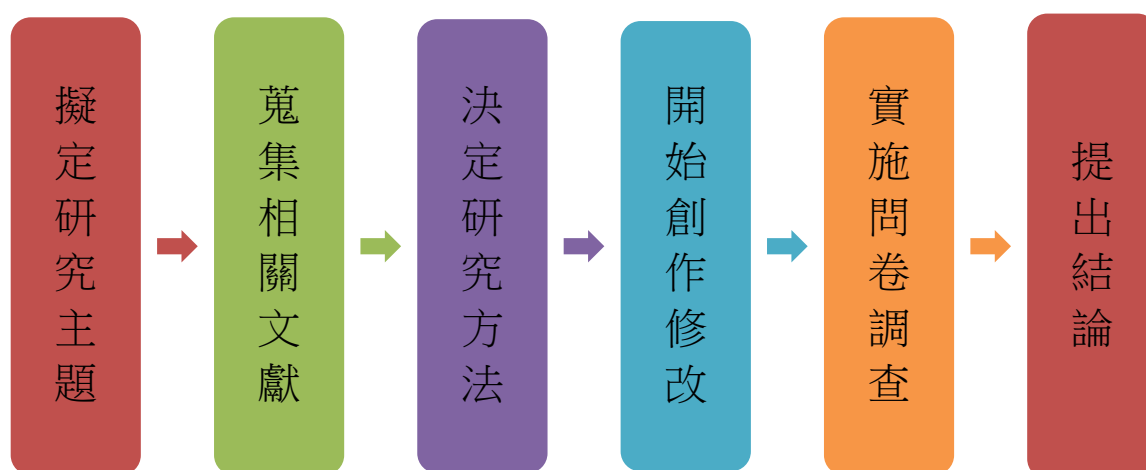 擬定研究主題
蒐集相關文獻
決定研究方法
開始創作修改
實施問卷調查
提出結論